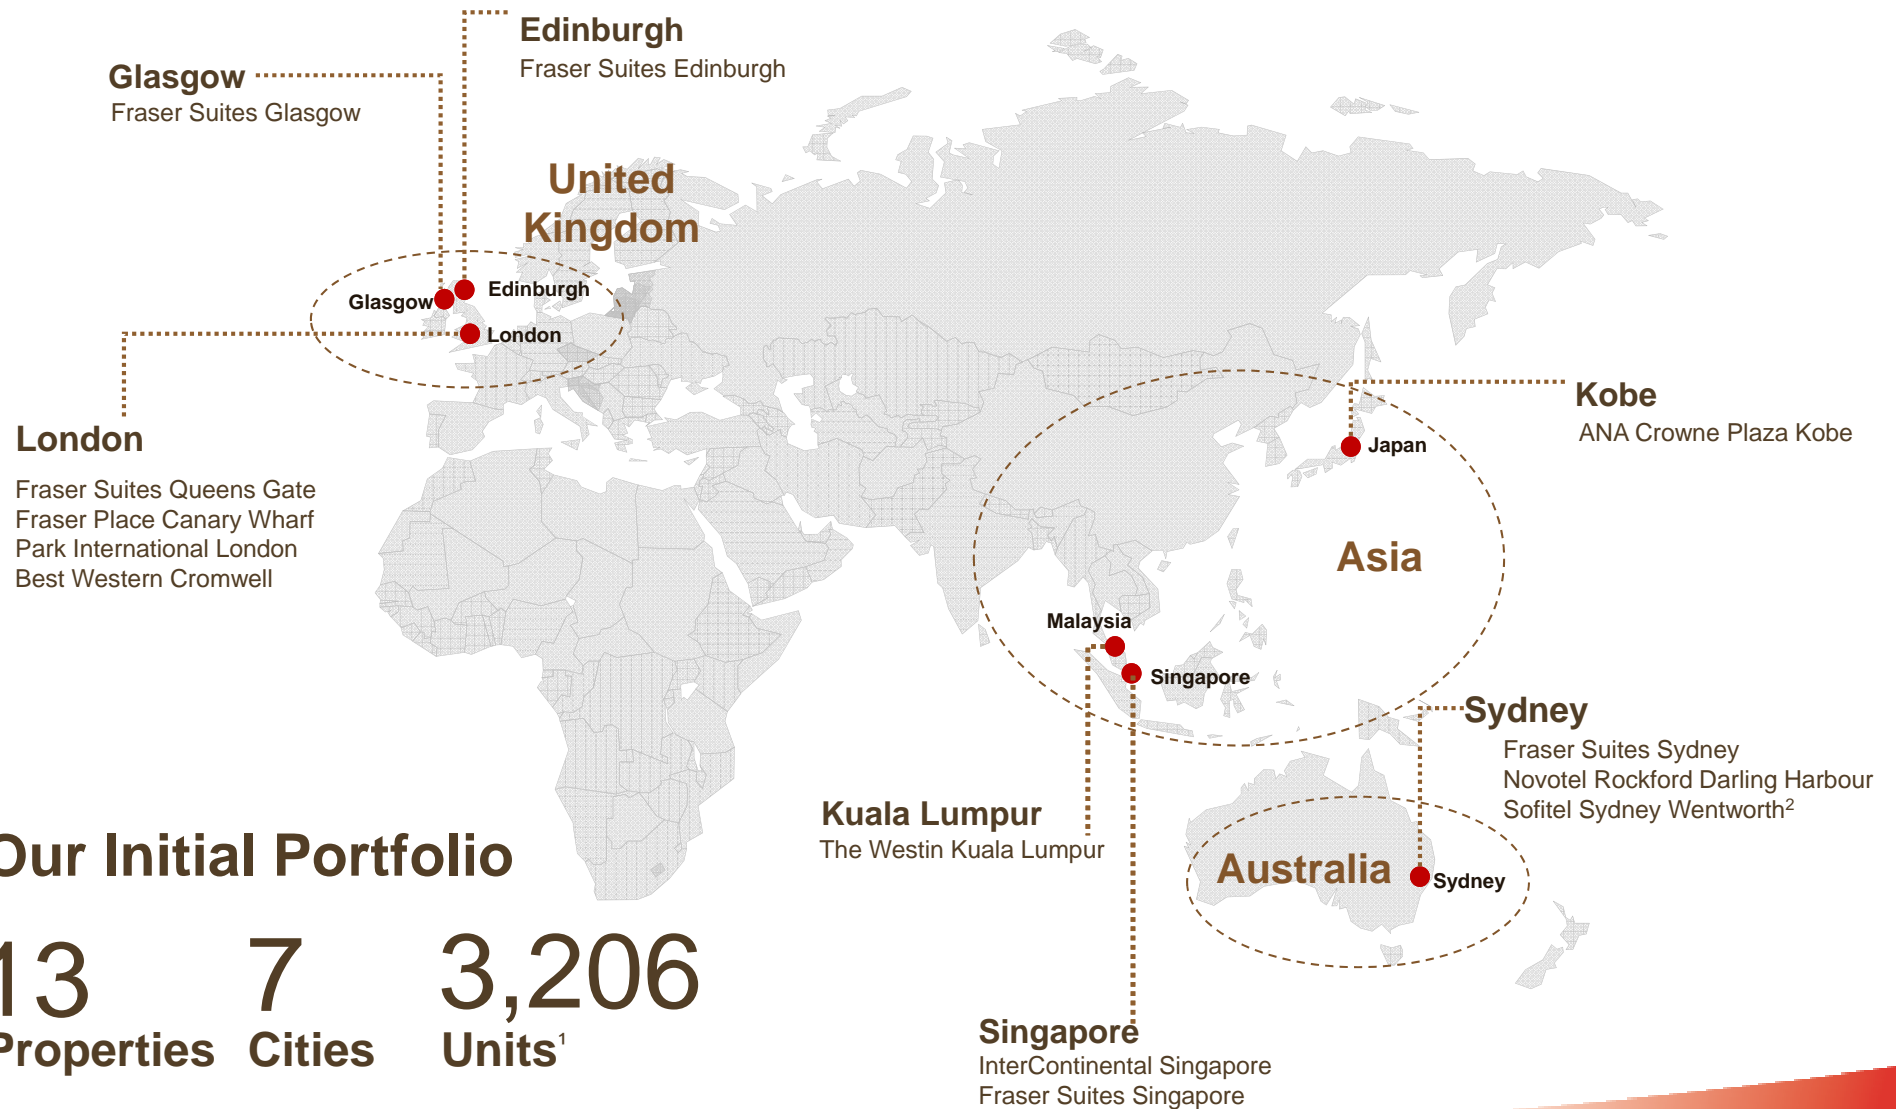 Edinburgh
Fraser Suites Edinburgh
Glasgow
Fraser Suites Glasgow
United
Kingdom
Glasgow
Edinburgh
London
London
Fraser Suites Queens Gate
Fraser Place Canary Wharf
Park International London
Best Western Cromwell
Kobe
ANA Crowne Plaza Kobe
Japan
Asia
Malaysia
Singapore
Sydney
Fraser Suites Sydney
Novotel Rockford Darling Harbour
Sofitel Sydney Wentworth²
Kuala Lumpur
The Westin Kuala Lumpur
Australia
Sydney
Our Initial Portfolio
13 7 3,206
Properties Cities Units¹
Singapore
InterContinental Singapore
Fraser Suites Singapore